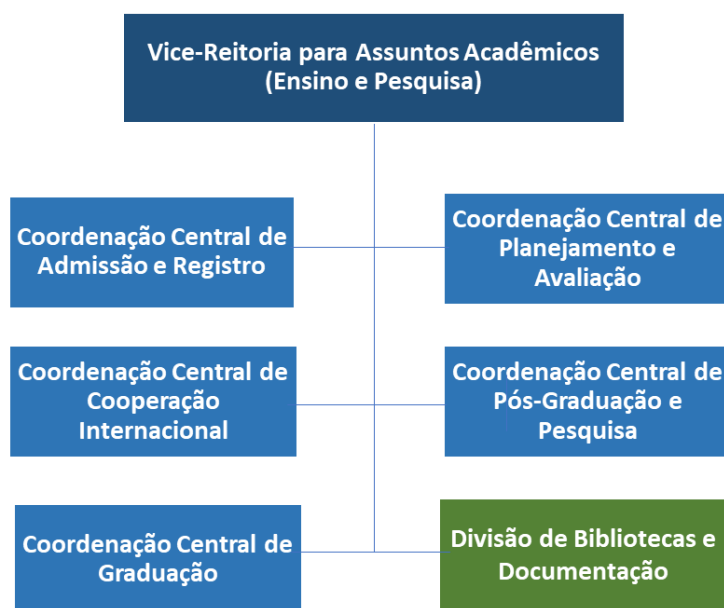 Vice-Reitoria para Assuntos Acadêmicos
(Ensino e Pesquisa)
Coordenação Central de
Admissão e Registro
Coordenação Central de
Planejamento e
Avaliação
Coordenação Central de
Cooperação
Internacional
Coordenação Central de
Pós-Graduação e
Pesquisa
Coordenação Central de
Graduação
Divisão de Bibliotecas e
Documentação